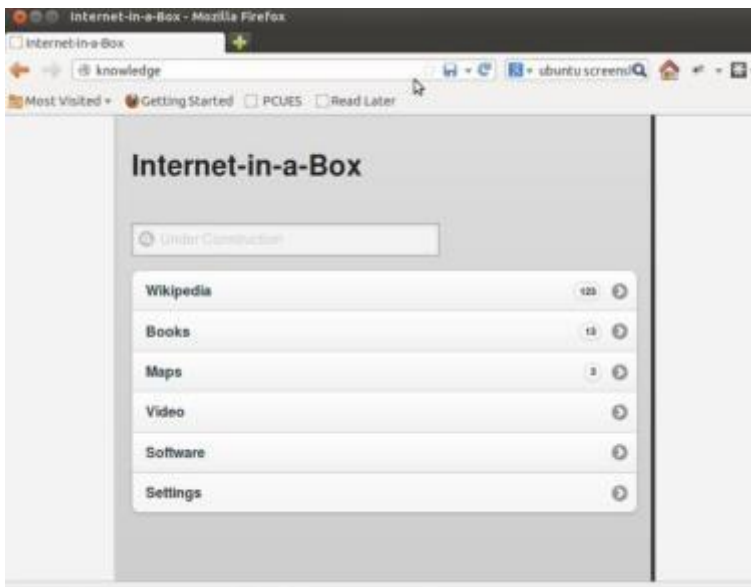 Internet-in-a-Box - Mozilla Firefox
Internet-in-a-Box
knowledge
ubuntu screens
Most Visited Getting Started PCUES Read Later
Internet-in-a-Box
Under Construction
Wikipedia 123
Books 13
Maps 3
Video
Software
Settings